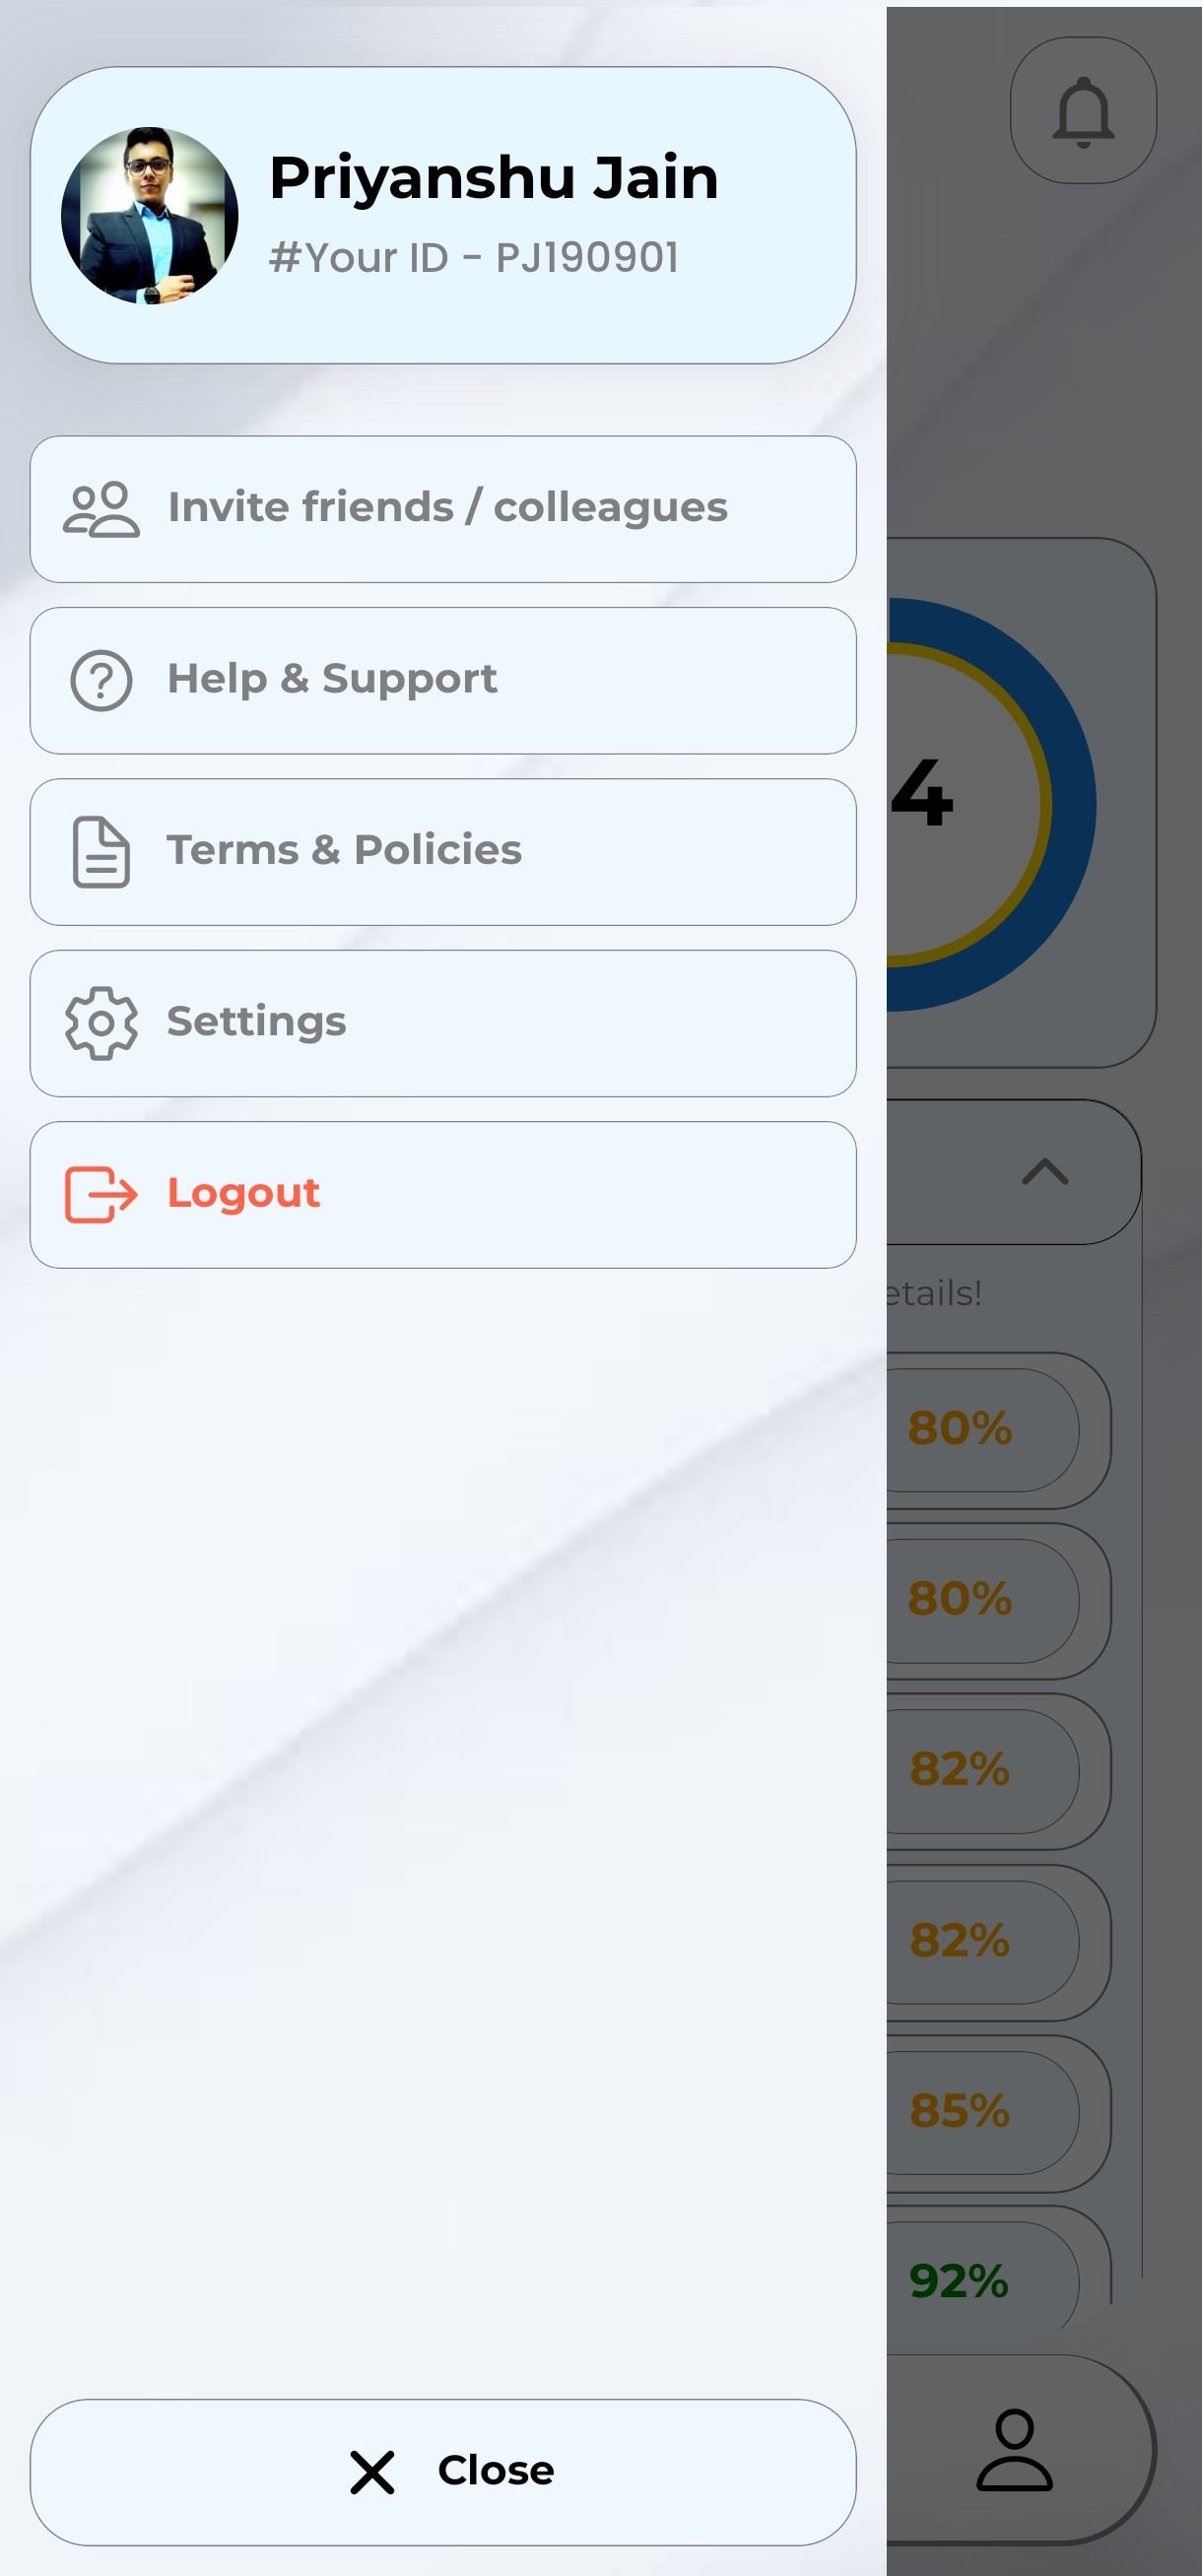 Priyanshu Jain
#Your ID - PJ190901
Invite friends / colleagues
Help & Support
Terms & Policies
Settings
Logout
Close
4
etails!
80%
80%
82%
82%
85%
92%